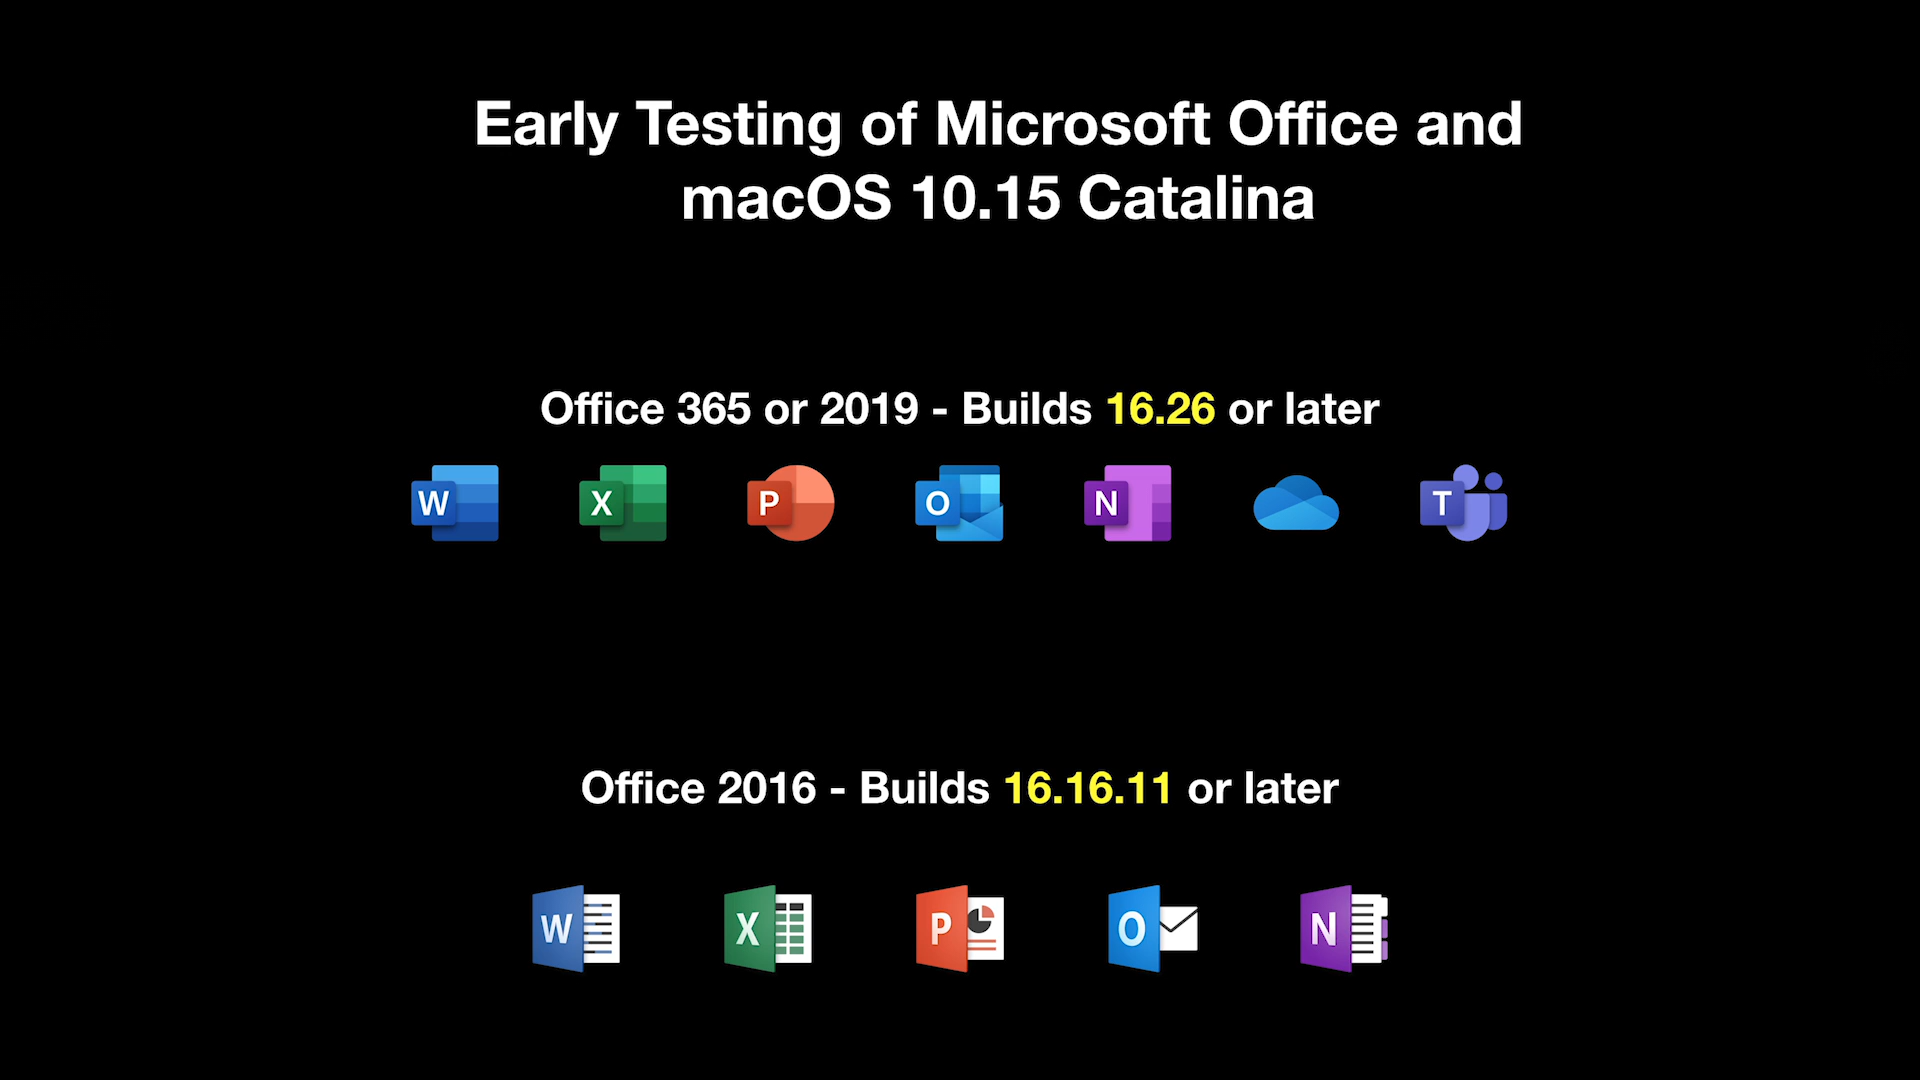 Early Testing of Microsoft Office and
macOS 10.15 Catalina
Office 365 or 2019 - Builds 16.26 or later
W X P O N T
Office 2016 - Builds 16.16.11 or later
W X P O N